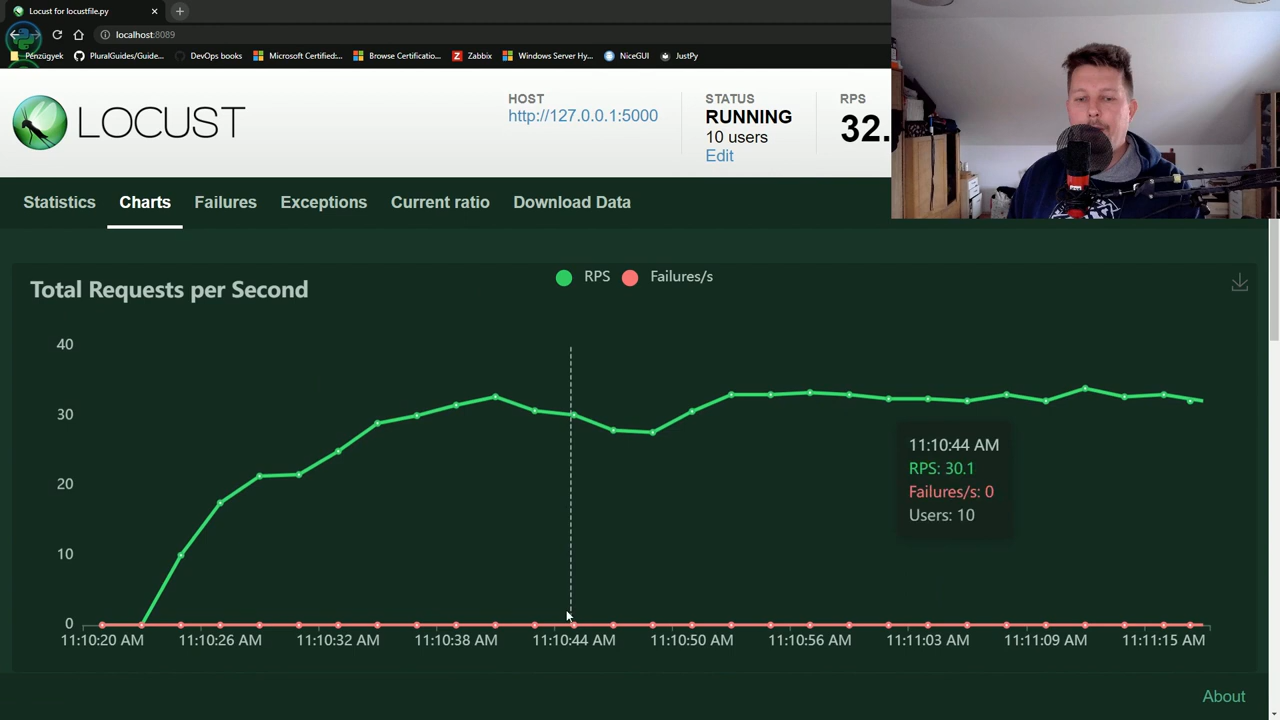 Locust for locustfile.py
localhost:8089
Pénzügyek
PluralGuides/Guide...
DevOps books
Microsoft Certified:...
Browse Certificatio...
Zabbix
Windows Server Hy...
NiceGUI
JustPy
LOCUST
HOST
http://127.0.0.1:5000
STATUS
RUNNING
10 users
Edit
RPS
32.
Statistics
Charts
Failures
Exceptions
Current ratio
Download Data
Total Requests per Second
RPS
Failures/s
40
30
20
10
0
11:10:44 AM
RPS: 30.1
Failures/s: 0
Users: 10
11:10:20 AM
11:10:26 AM
11:10:32 AM
11:10:38 AM
11:10:44 AM
11:10:50 AM
11:10:56 AM
11:11:03 AM
11:11:09 AM
11:11:15 AM
About